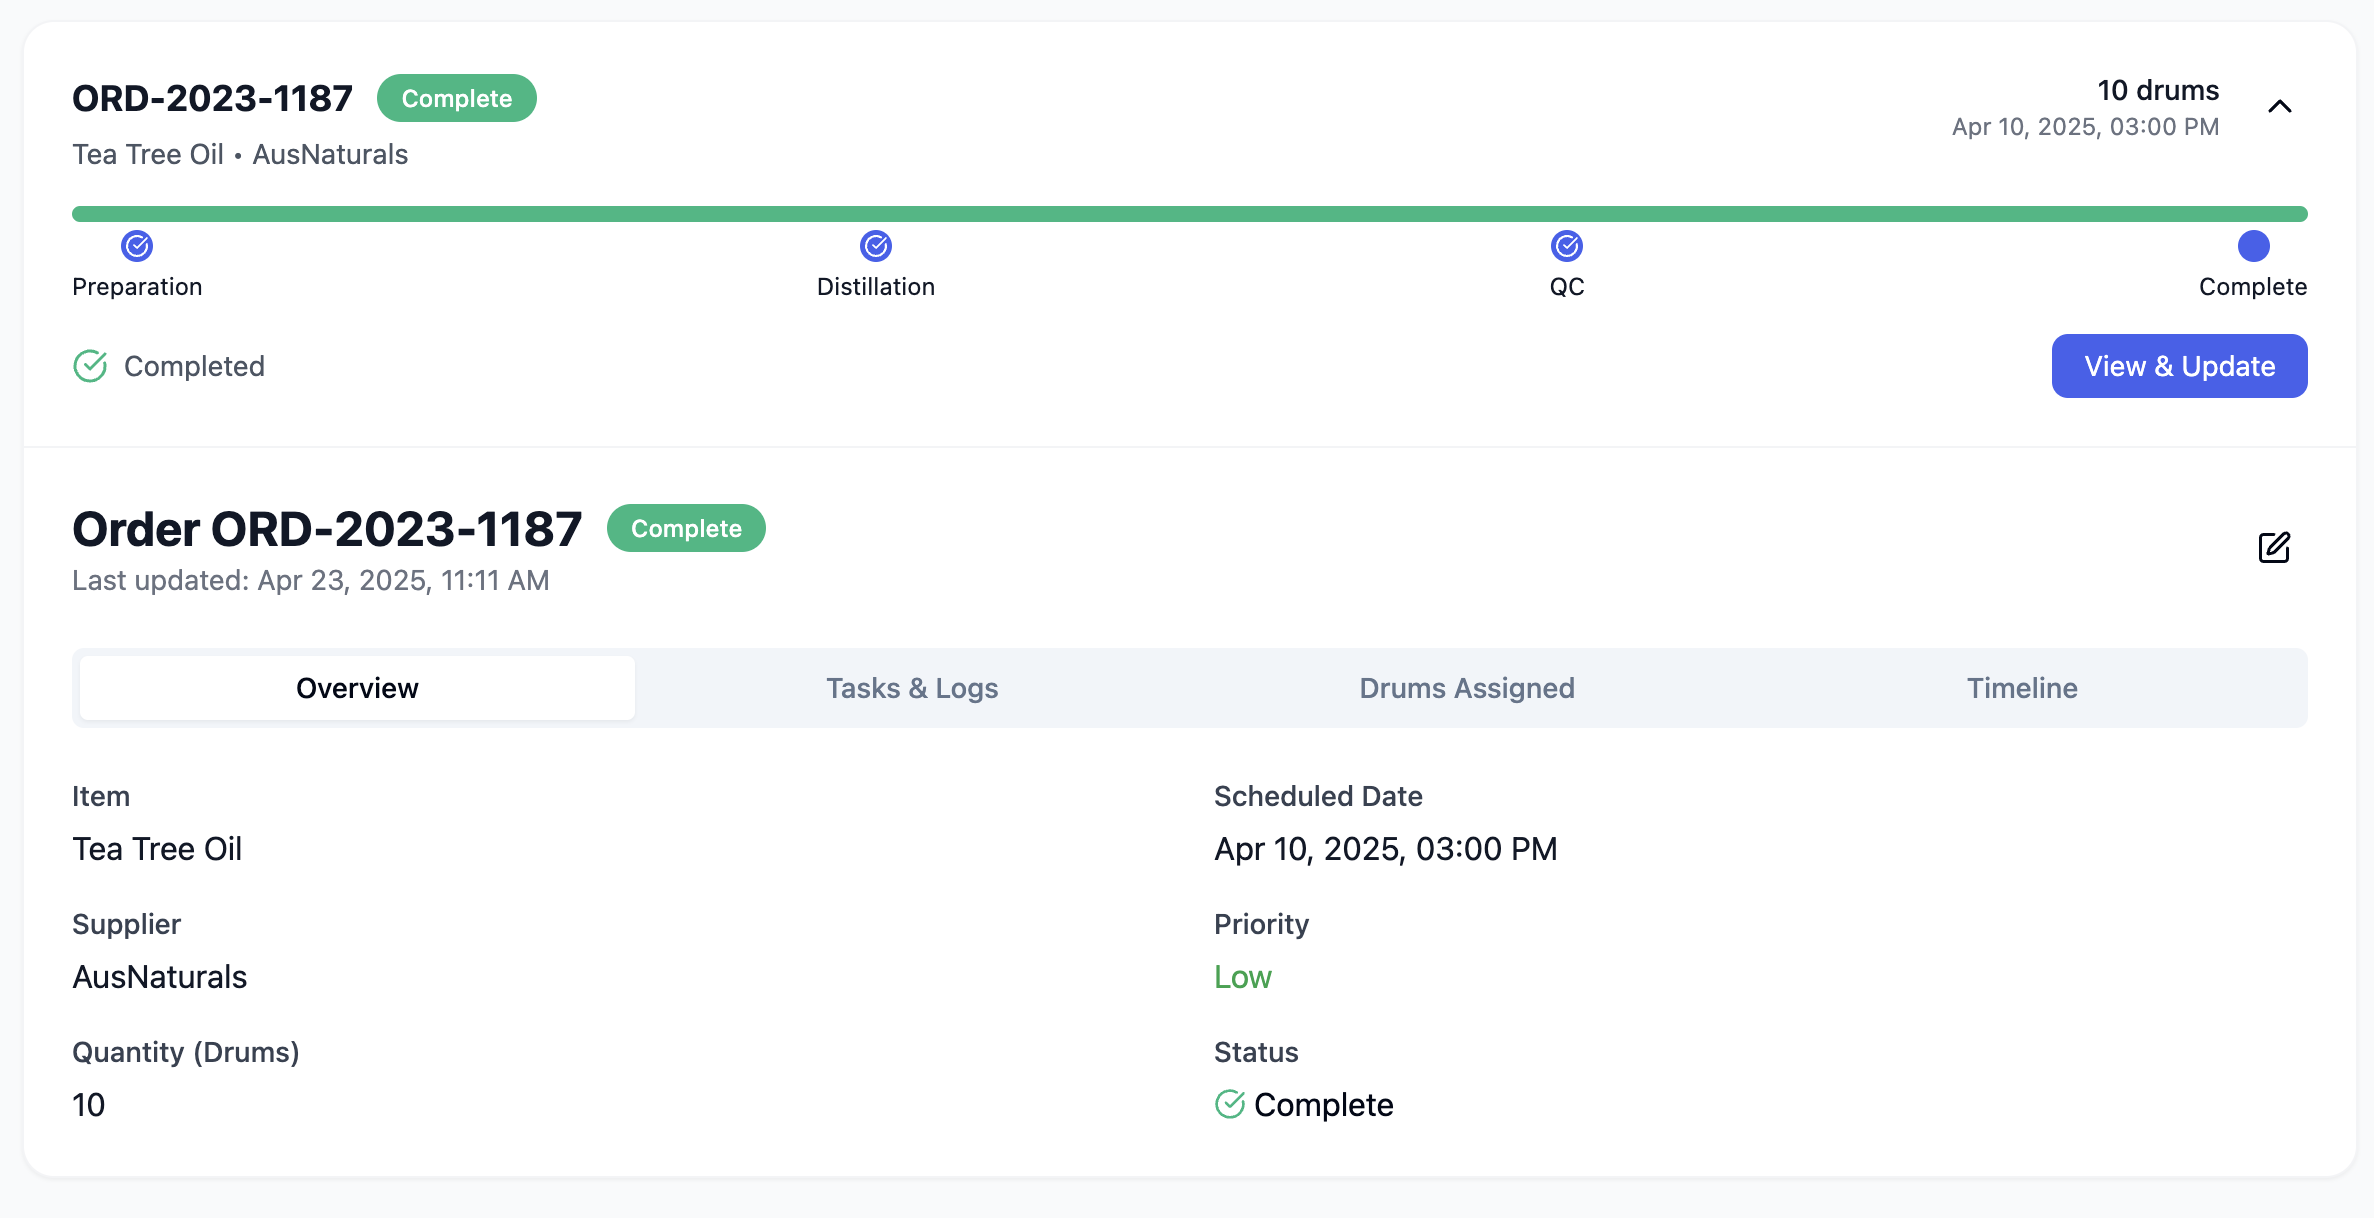 ORD-2023-1187 Complete
10 drums
Tea Tree Oil • AusNaturals
Apr 10, 2025, 03:00 PM
Preparation Distillation QC Complete
Completed
View & Update
Order ORD-2023-1187 Complete
Last updated: Apr 23, 2025, 11:11 AM
Overview Tasks & Logs Drums Assigned Timeline
Item
Tea Tree Oil
Scheduled Date
Apr 10, 2025, 03:00 PM
Supplier
AusNaturals
Priority
Low
Quantity (Drums)
10
Status
Complete